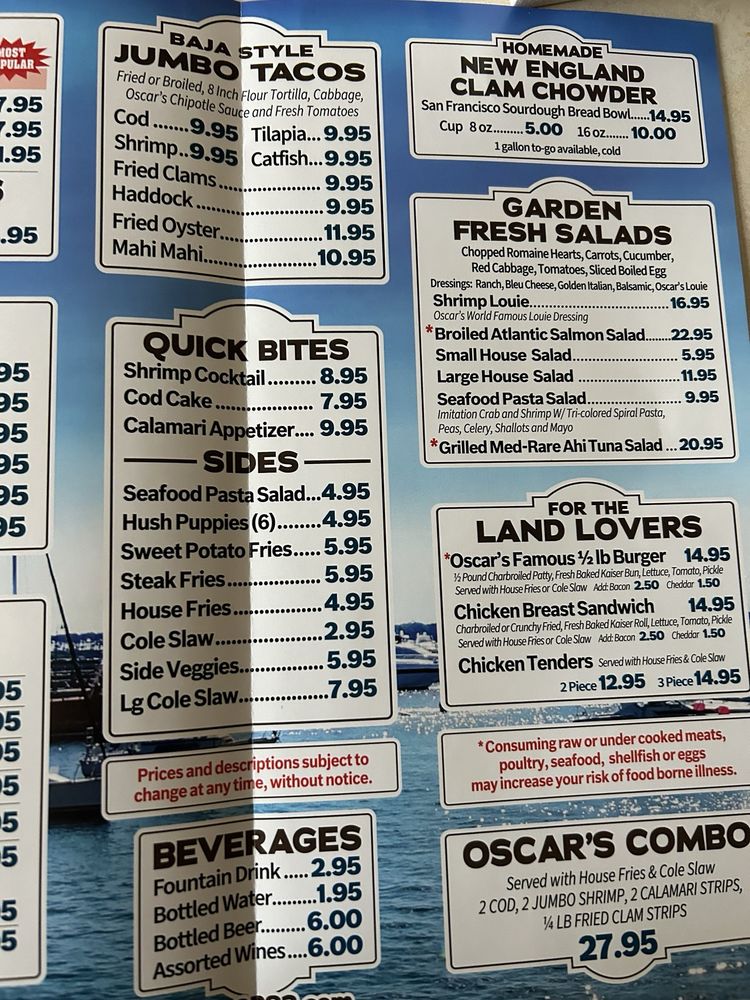 MOST
POPULAR
7.95
7.95
1.95
S
.95
95
95
95
95
95
95
95
95
95
95
95
95
95
95
BAJA STYLE
JUMBO TACOS
Fried or Broiled, 8 Inch Flour Tortilla, Cabbage,
Oscar's Chipotle Sauce and Fresh Tomatoes
Cod .......9.95 Tilapia...9.95
Shrimp..9.95 Catfish...9.95
Fried Clams......................9.95
Haddock...........................9.95
Fried Oyster.....................11.95
Mahi Mahi.......................10.95
QUICK BITES
Shrimp Cocktail.......... 8.95
Cod Cake .................. 7.95
Calamari Appetizer.... 9.95
SIDES
Seafood Pasta Salad...4.95
Hush Puppies (6).........4.95
Sweet Potato Fries.....5.95
Steak Fries..................5.95
House Fries.................4.95
Cole Slaw.....................2.95
Side Veggies................5.95
Lg Cole Slaw................7.95
Prices and descriptions subject to
change at any time, without notice.
BEVERAGES
Fountain Drink .....2.95
Bottled Water.......1.95
Bottled Beer.........6.00
Assorted Wines....6.00
HOMEMADE
NEW ENGLAND
CLAM CHOWDER
San Francisco Sourdough Bread Bowl.....14.95
Cup 8 oz.........5.00 16 oz......10.00
1 gallon to-go available, cold
GARDEN
FRESH SALADS
Chopped Romaine Hearts, Carrots, Cucumber,
Red Cabbage, Tomatoes, Sliced Boiled Egg
Dressings: Ranch, Bleu Cheese, Golden Italian, Balsamic, Oscar's Louie
Shrimp Louie.............................. 16.95
Oscar's World Famous Louie Dressing
*Broiled Atlantic Salmon Salad......22.95
Small House Salad....................... 5.95
Large House Salad ...................... 11.95
Seafood Pasta Salad..................... 9.95
Imitation Crab and Shrimp W/ Tri-colored Spiral Pasta,
Peas, Celery, Shallots and Mayo
*Grilled Med-Rare Ahi Tuna Salad ... 20.95
FOR THE
LAND LOVERS
*Oscar's Famous ½ lb Burger 14.95
½ Pound Charbroiled Patty, Fresh Baked Kaiser Bun, Lettuce, Tomato, Pickle
Served with House Fries or Cole Slaw Add: Bacon 2.50 Cheddar 1.50
Chicken Breast Sandwich 14.95
Charbroiled or Crunchy Fried, Fresh Baked Kaiser Roll, Lettuce, Tomato, Pickle
Served with House Fries or Cole Slaw Add: Bacon 2.50 Cheddar 1.50
Chicken Tenders Served with House Fries & Cole Slaw
2 Piece 12.95 3 Piece 14.95
*Consuming raw or under cooked meats,
poultry, seafood, shellfish or eggs
may increase your risk of food borne illness.
OSCAR'S COMBO
Served with House Fries & Cole Slaw
2 COD, 2 JUMBO SHRIMP, 2 CALAMARI STRIPS,
¼ LB FRIED CLAM STRIPS
27.95